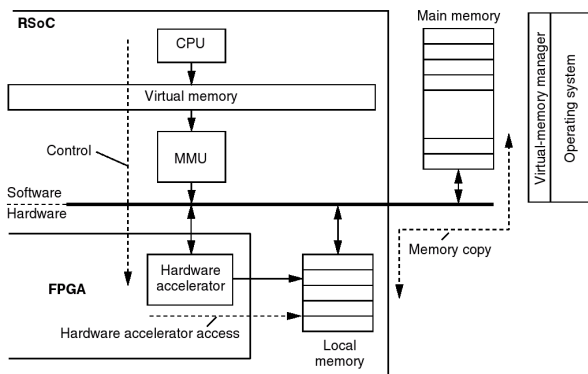 RSoC
Main memory
CPU
Virtual memory
Virtual-memory manager
Operating system
Control
MMU
Software
Hardware
Memory copy
FPGA
Hardware
accelerator
Hardware accelerator access
Local
memory